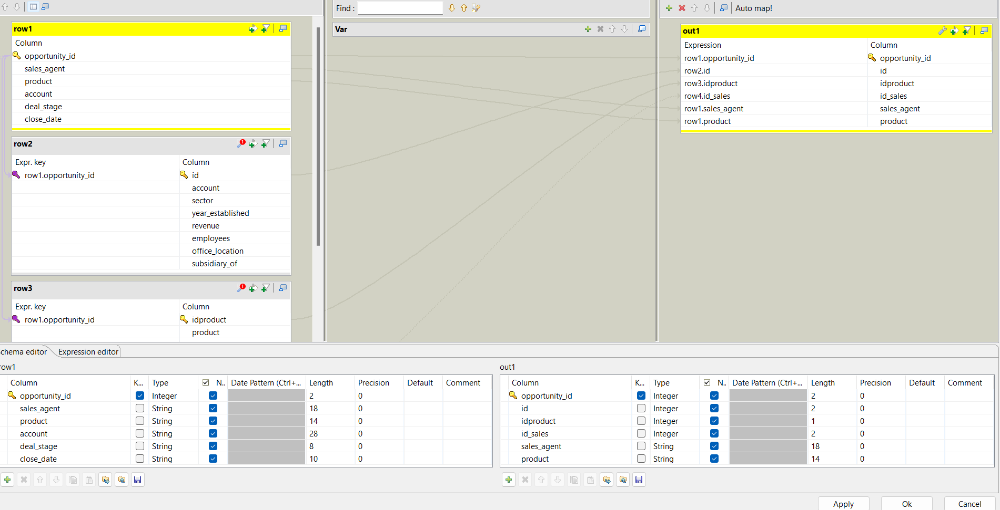 Find :
Auto map!
row1
Column
opportunity_id
sales_agent
product
account
deal_stage
close_date
row2
Expr. key Column
row1.opportunity_id id
account
sector
year_established
revenue
employees
office_location
subsidiary_of
row3
Expr. key Column
row1.opportunity_id idproduct
product
Var
out1
Expression Column
row1.opportunity_id opportunity_id
row2.id id
row3.idproduct idproduct
row4.id_sales id_sales
row1.sales_agent sales_agent
row1.product product
chema editor Expression editor
row1
Column K... Type N.. Date Pattern (Ctrl+... Length Precision Default Comment
opportunity_id Integer 2 0
sales_agent String 18 0
product String 14 0
account String 28 0
deal_stage String 8 0
close_date String 10 0
out1
Column K... Type N.. Date Pattern (Ctrl+... Length Precision Default Comment
opportunity_id Integer 2 0
id Integer 2 0
idproduct Integer 1 0
id_sales Integer 2 0
sales_agent String 18 0
product String 14 0
Apply Ok Cancel